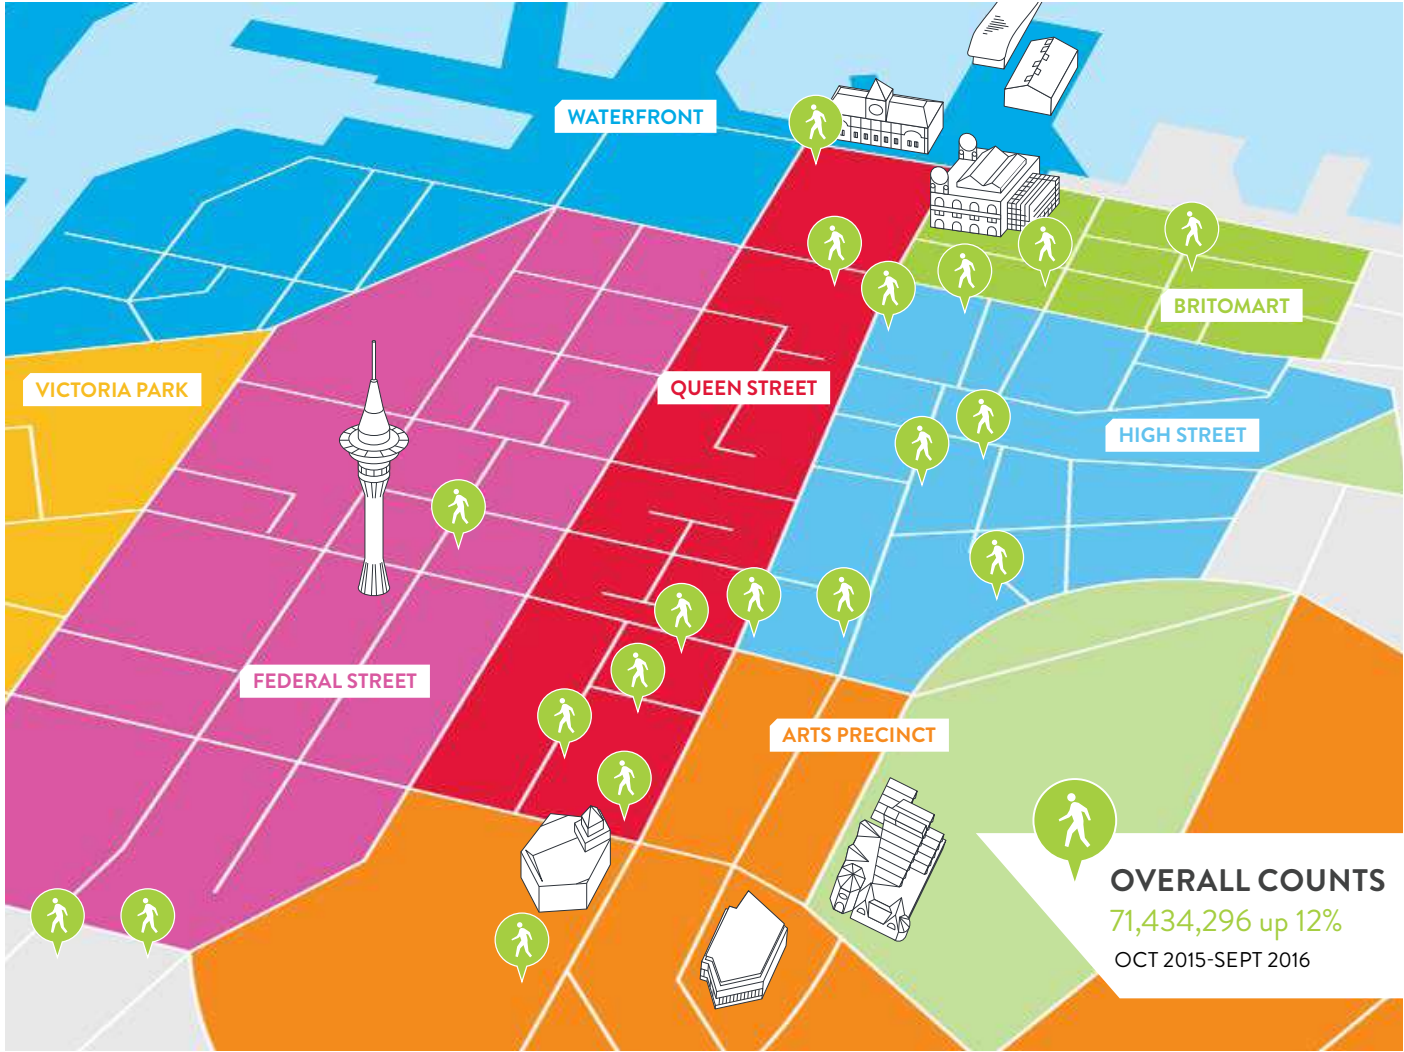 WATERFRONT
BRITOMART
VICTORIA PARK
QUEEN STREET
HIGH STREET
FEDERAL STREET
ARTS PRECINCT
OVERALL COUNTS
71,434,296 up 12%
OCT 2015-SEPT 2016